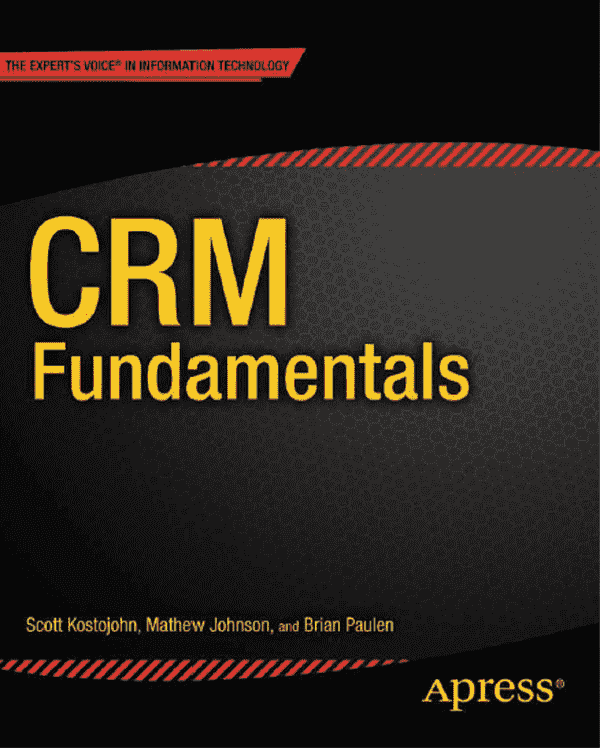 THE EXPERT'S VOICE® IN INFORMATION TECHNOLOGY
CRM
Fundamentals
Scott Kostojohn, Mathew Johnson, and Brian Paulen
Apress®